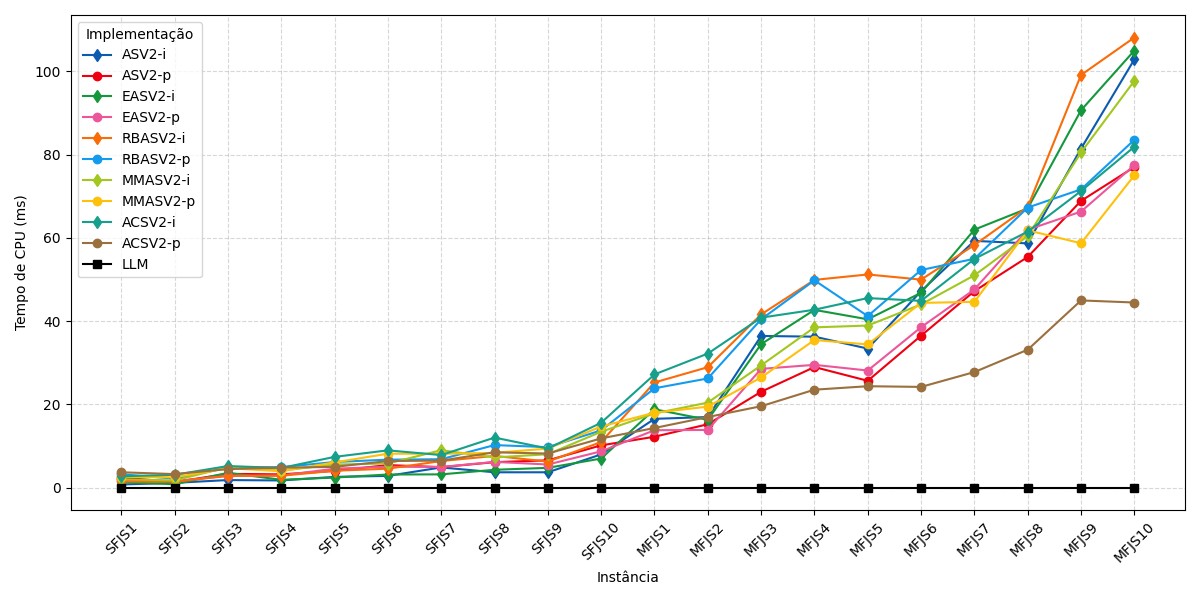 Implementação
ASV2-i
ASV2-p
EASV2-i
EASV2-p
RBASV2-i
RBASV2-p
MMASV2-i
MMASV2-p
ACSV2-i
ACSV2-p
LLM
Tempo de CPU (ms)
100
80
60
40
20
0
SFJS1
SFJS2
SFJS3
SFJS4
SFJS5
SFJS6
SFJS7
SFJS8
SFJS9
SFJS10
MFJS1
MFJS2
MFJS3
MFJS4
MFJS5
MFJS6
MFJS7
MFJS8
MFJS9
MFJS10
Instância